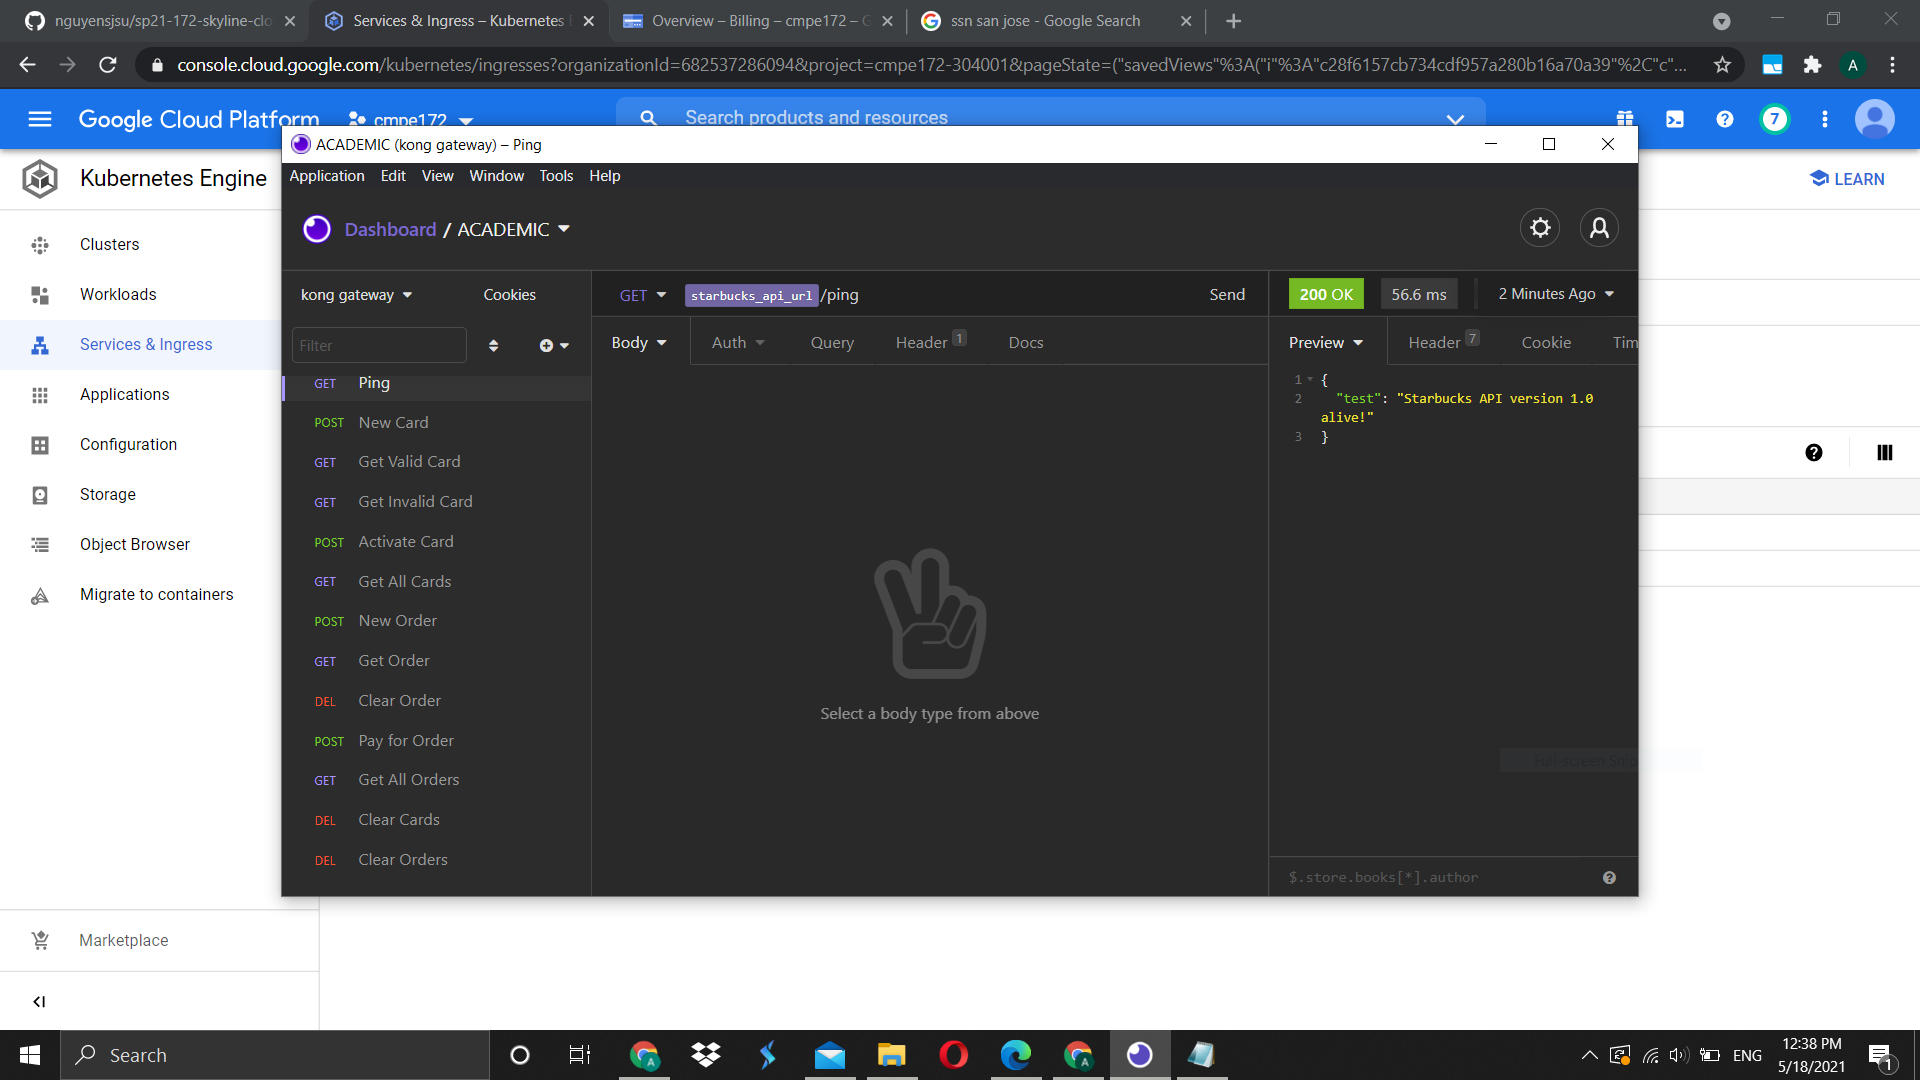 nguyensjsu/sp21-172-skyline-clo
Services & Ingress – Kubernetes
Overview – Billing – cmpe172 – G
ssn san jose - Google Search
console.cloud.google.com/kubernetes/ingresses?organizationId=682537286094&project=cmpe172-304001&pageState=("savedViews"%3A("i"%3A"c28f6157cb734cdf957a280b16a70a39"%2C"c"...
A
Google Cloud Platform
cmpe172
Search products and resources
7
Kubernetes Engine
LEARN
Clusters
Workloads
Services & Ingress
Applications
Configuration
Storage
Object Browser
Migrate to containers
Marketplace
ACADEMIC (kong gateway) – Ping
Application Edit View Window Tools Help
Dashboard / ACADEMIC
kong gateway
Cookies
Filter
GET Ping
POST New Card
GET Get Valid Card
GET Get Invalid Card
POST Activate Card
GET Get All Cards
POST New Order
GET Get Order
DEL Clear Order
POST Pay for Order
GET Get All Orders
DEL Clear Cards
DEL Clear Orders
GET starbucks_api_url /ping
Send
Body Auth Query Header 1 Docs
Select a body type from above
200 OK 56.6 ms 2 Minutes Ago
Preview Header 7 Cookie Tim
1 {
2 "test": "Starbucks API version 1.0
alive!"
3 }
Full-screen Snip
$.store.books[*].author
Search
ENG
12:38 PM
5/18/2021
1